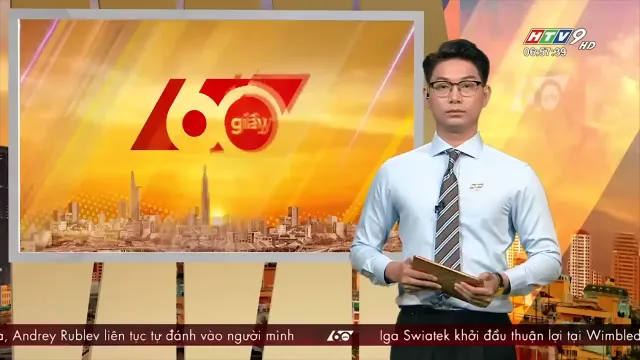 HTV9 HD
06:57:39
60 giây
a, Andrey Rublev liên tục tự đánh vào người mình 60 Iga Swiatek khởi đầu thuận lợi tại Wimbled